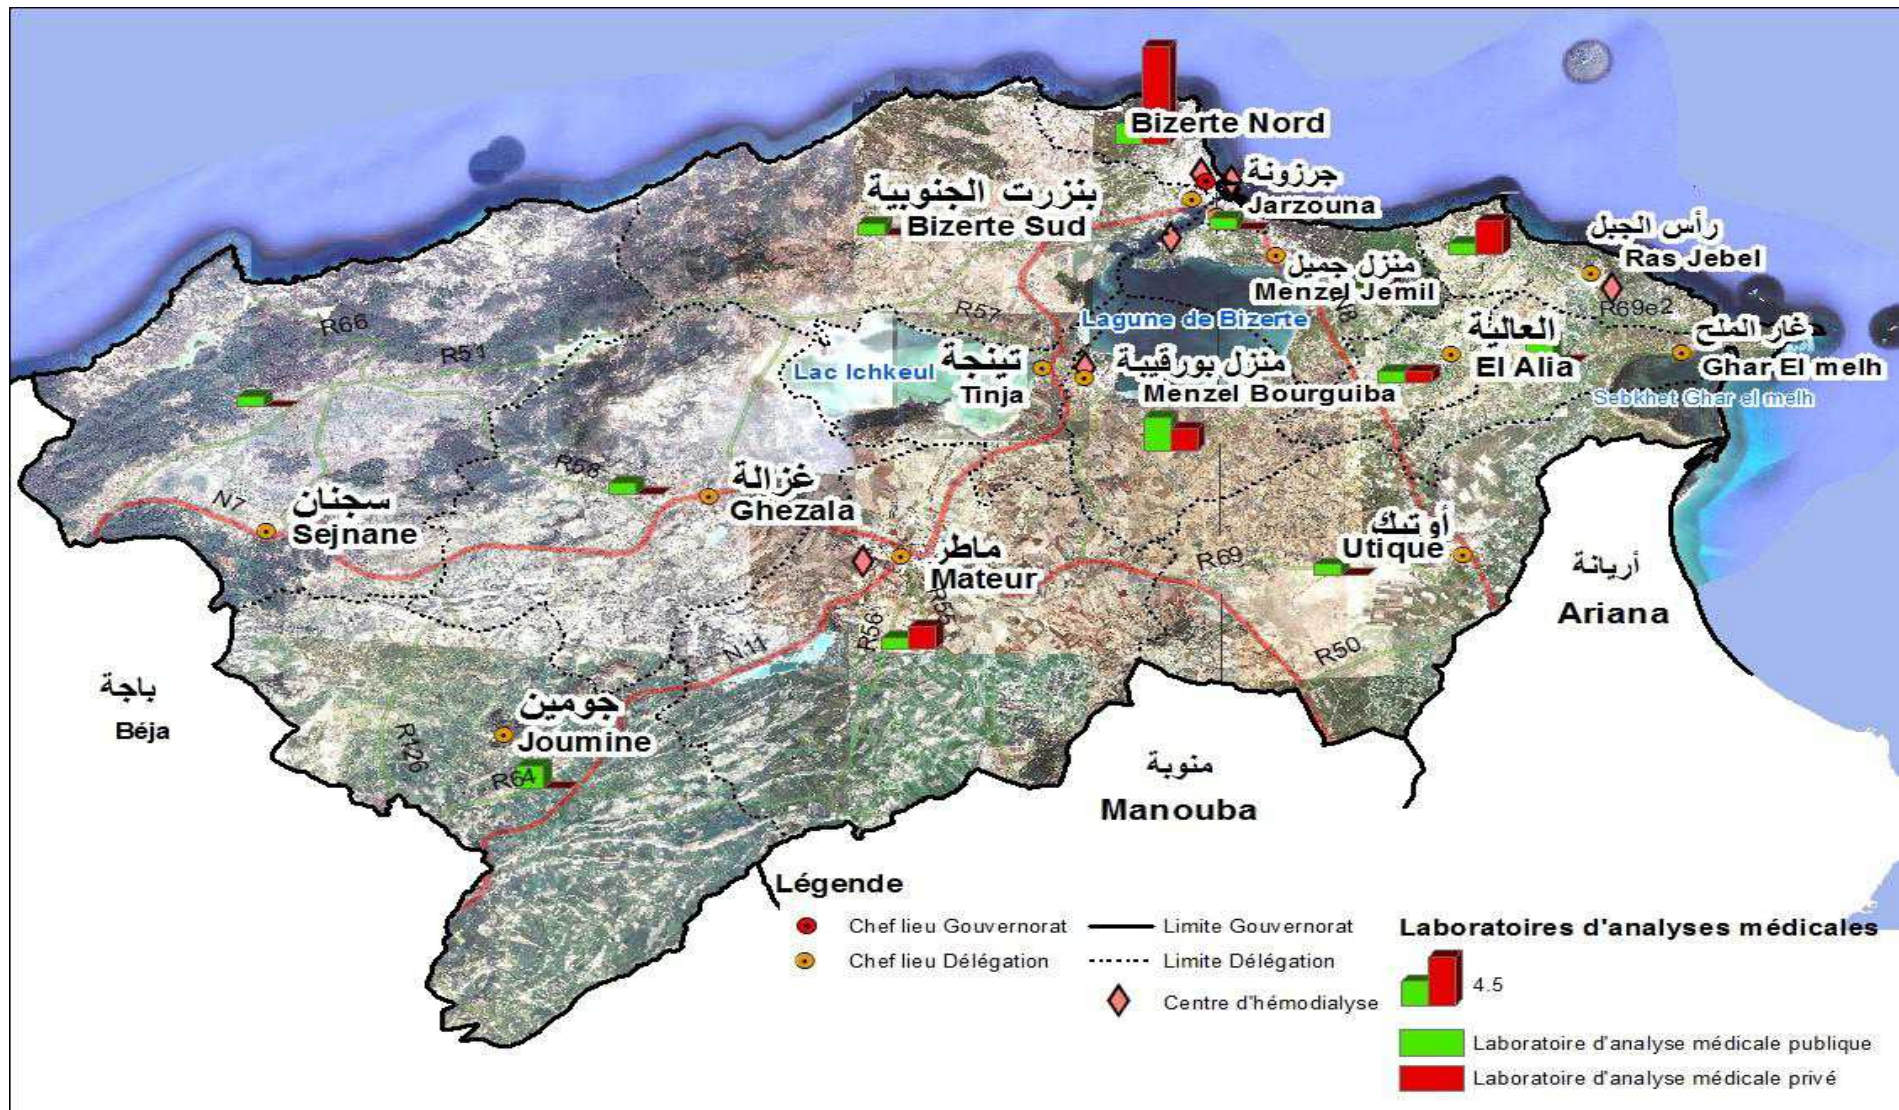 Bizerte Nord
جرزونة
Jarzouna
بنزرت الجنوبية
Bizerte Sud
رأس الجبل
Ras Jebel
منزل جميل
Menzel Jemil
R69e2
R57
R66
R51
Lagune de Bizerte
العالية
El Alia
غار الملح
Ghar El melh
Sebkhet Ghar el melh
Lac Ichkeul
تينجة
Tinja
منزل بورقيبة
Menzel Bourguiba
R58
غزالة
Ghezala
N7
سجنان
Sejnane
ماطر
Mateur
أوتيك
Utique
R69
أريانة
Ariana
R55
R56
N11
R50
باجة
Béja
جومين
Joumine
R126
R64
منوبة
Manouba
Légende
Chef lieu Gouvernorat
Chef lieu Délégation
Limite Gouvernorat
Limite Délégation
Centre d'hémodialyse
Laboratoires d'analyses médicales
4.5
Laboratoire d'analyse médicale publique
Laboratoire d'analyse médicale privé